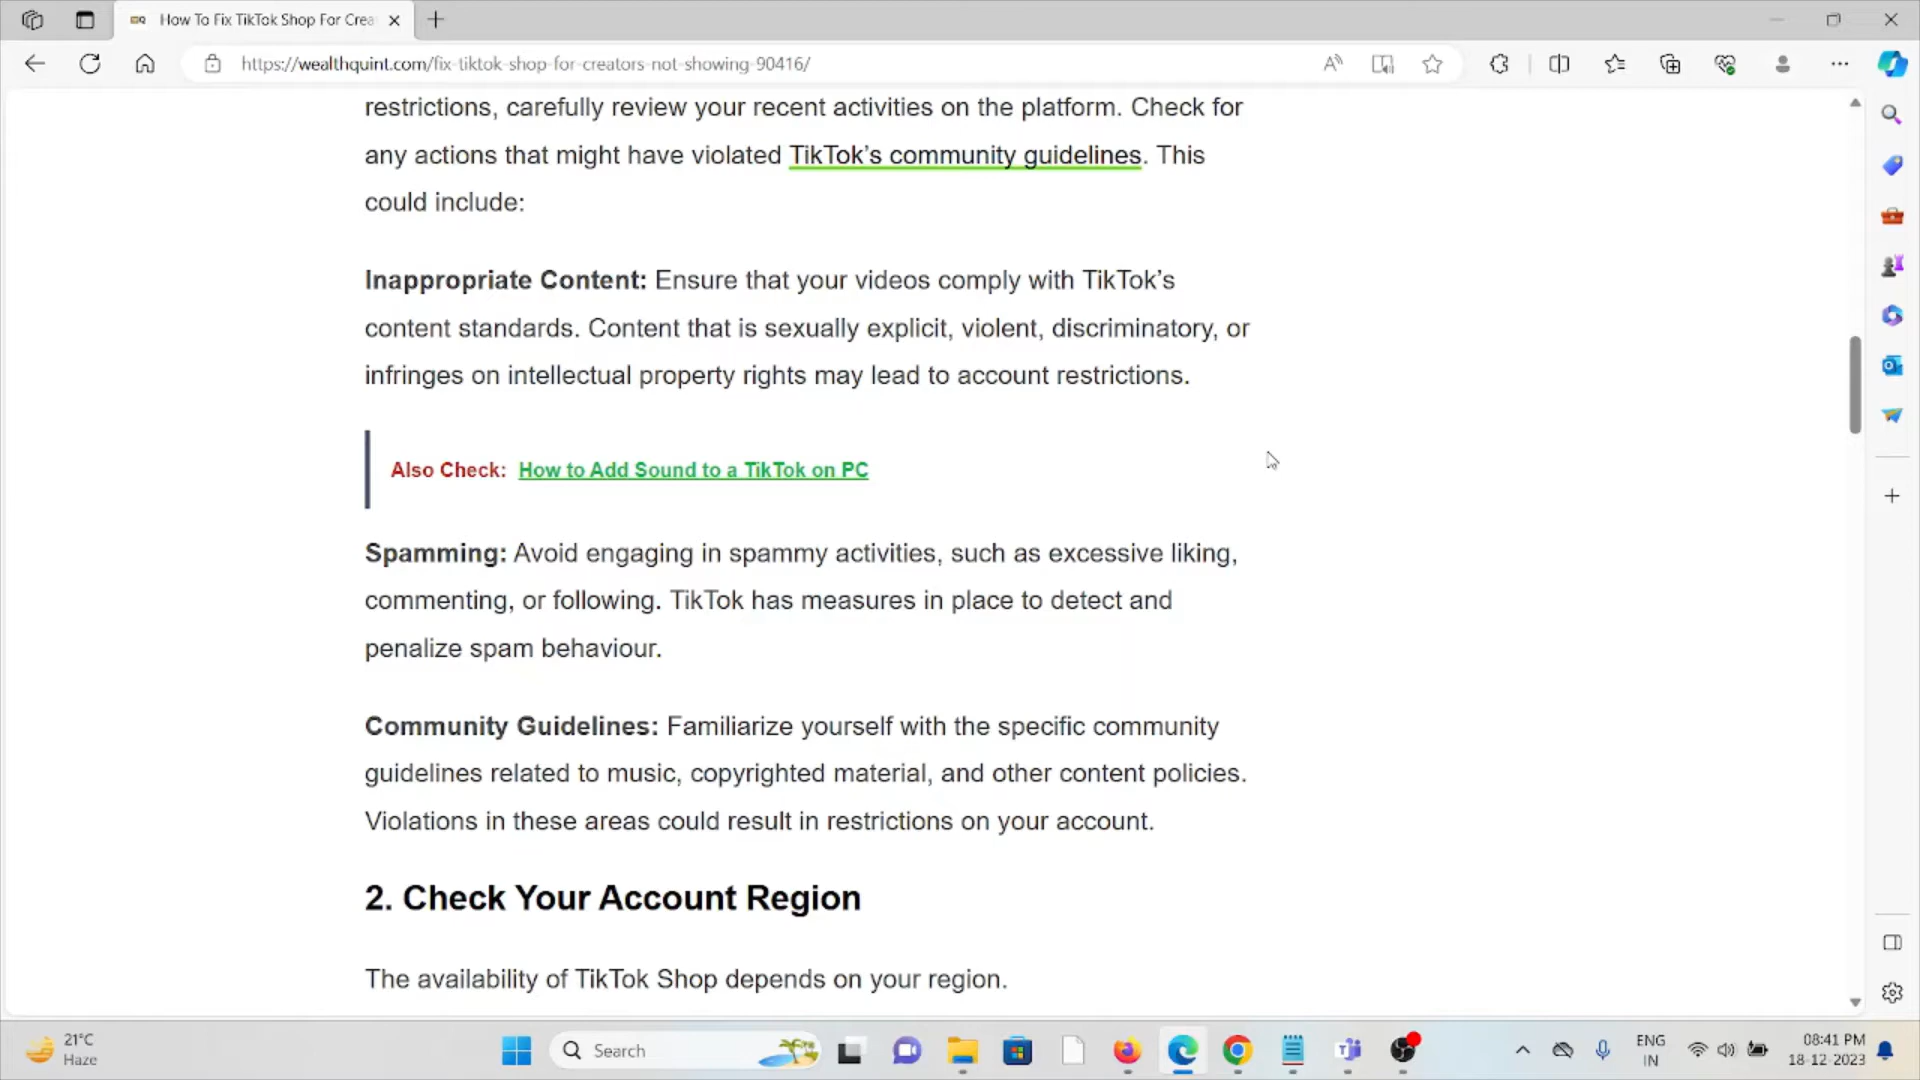 How To Fix TikTok Shop For Crea
https://wealthquint.com/fix-tiktok-shop-for-creators-not-showing-90416/
restrictions, carefully review your recent activities on the platform. Check for
any actions that might have violated TikTok’s community guidelines. This
could include:
Inappropriate Content: Ensure that your videos comply with TikTok’s
content standards. Content that is sexually explicit, violent, discriminatory, or
infringes on intellectual property rights may lead to account restrictions.
Also Check: How to Add Sound to a TikTok on PC
Spamming: Avoid engaging in spammy activities, such as excessive liking,
commenting, or following. TikTok has measures in place to detect and
penalize spam behaviour.
Community Guidelines: Familiarize yourself with the specific community
guidelines related to music, copyrighted material, and other content policies.
Violations in these areas could result in restrictions on your account.
2. Check Your Account Region
The availability of TikTok Shop depends on your region.
21°C
Haze
Search
ENG
IN
08:41 PM
18-12-2023